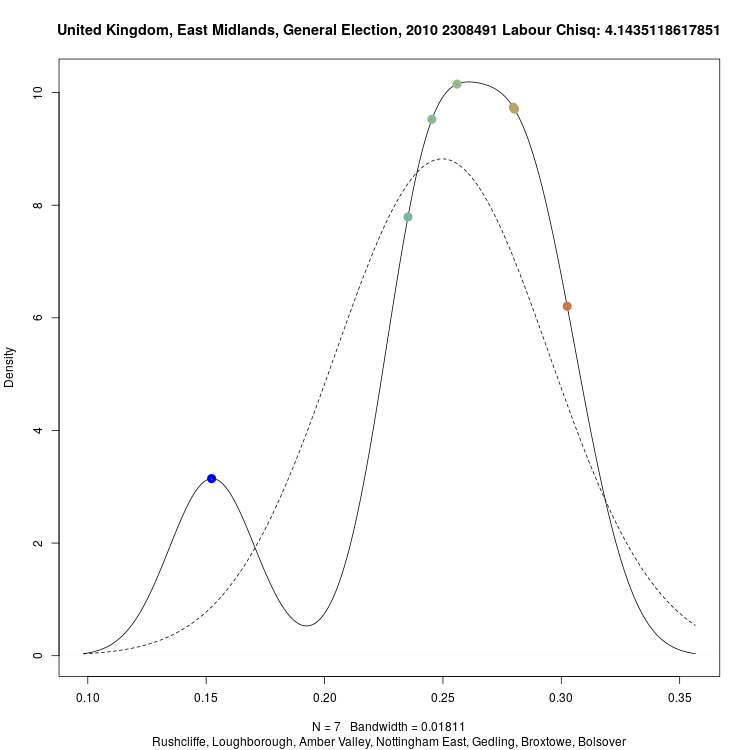 United Kingdom, East Midlands, General Election, 2010 2308491 Labour Chisq: 4.1435118617851
10
8
6
4
2
0
Density
0.10 0.15 0.20 0.25 0.30 0.35
N = 7 Bandwidth = 0.01811
Rushcliffe, Loughborough, Amber Valley, Nottingham East, Gedling, Broxtowe, Bolsover